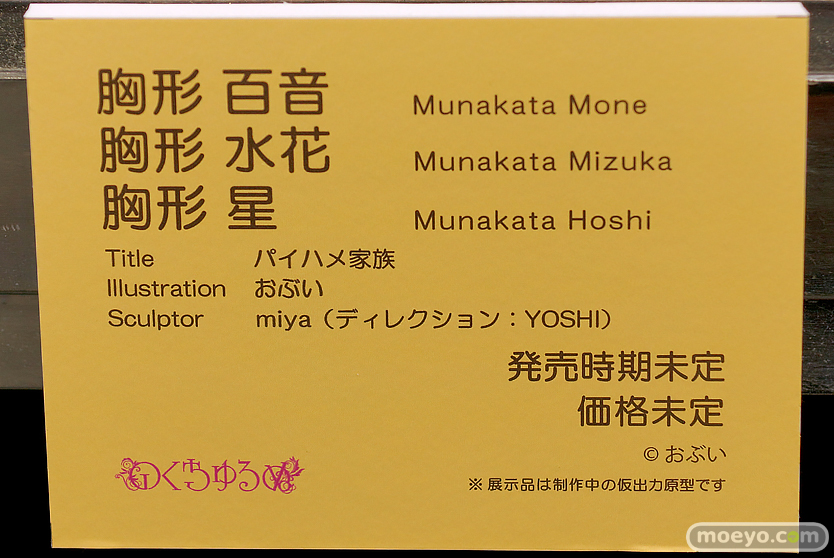 胸形 百音 Munakata Mone
胸形 水花 Munakata Mizuka
胸形 星 Munakata Hoshi
Title パイハメ家族
Illustration おぶい
Sculptor miya（ディレクション：YOSHI）
発売時期未定
価格未定
© おぶい
※ 展示品は制作中の仮出力原型です
moeyo.com